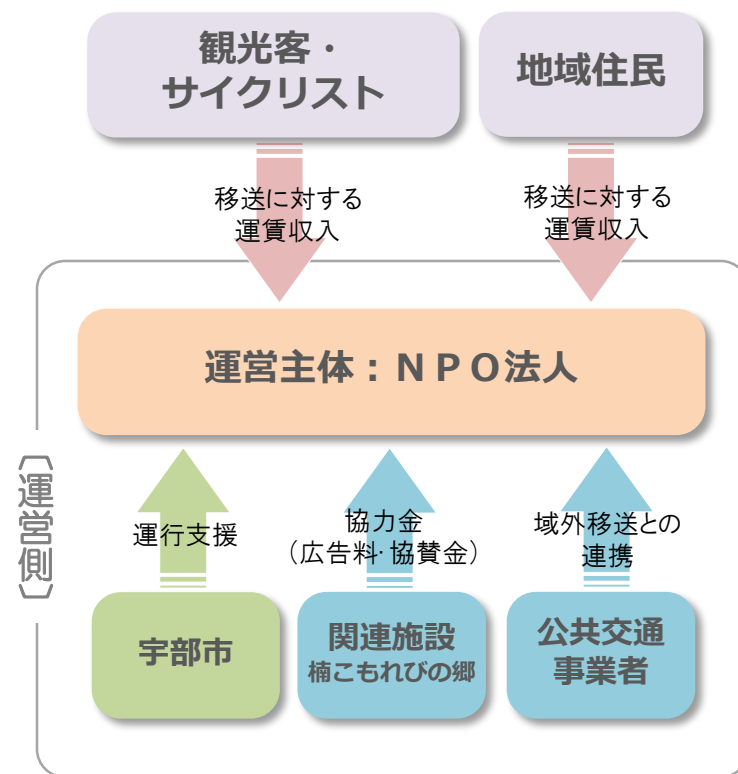 観光客・
サイクリスト
地域住民
移送に対する
運賃収入
移送に対する
運賃収入
運営主体：ＮＰＯ法人
〔運営側〕
運行支援
協力金
（広告料・協賛金）
域外移送との
連携
宇部市
関連施設
楠こもれびの郷
公共交通
事業者